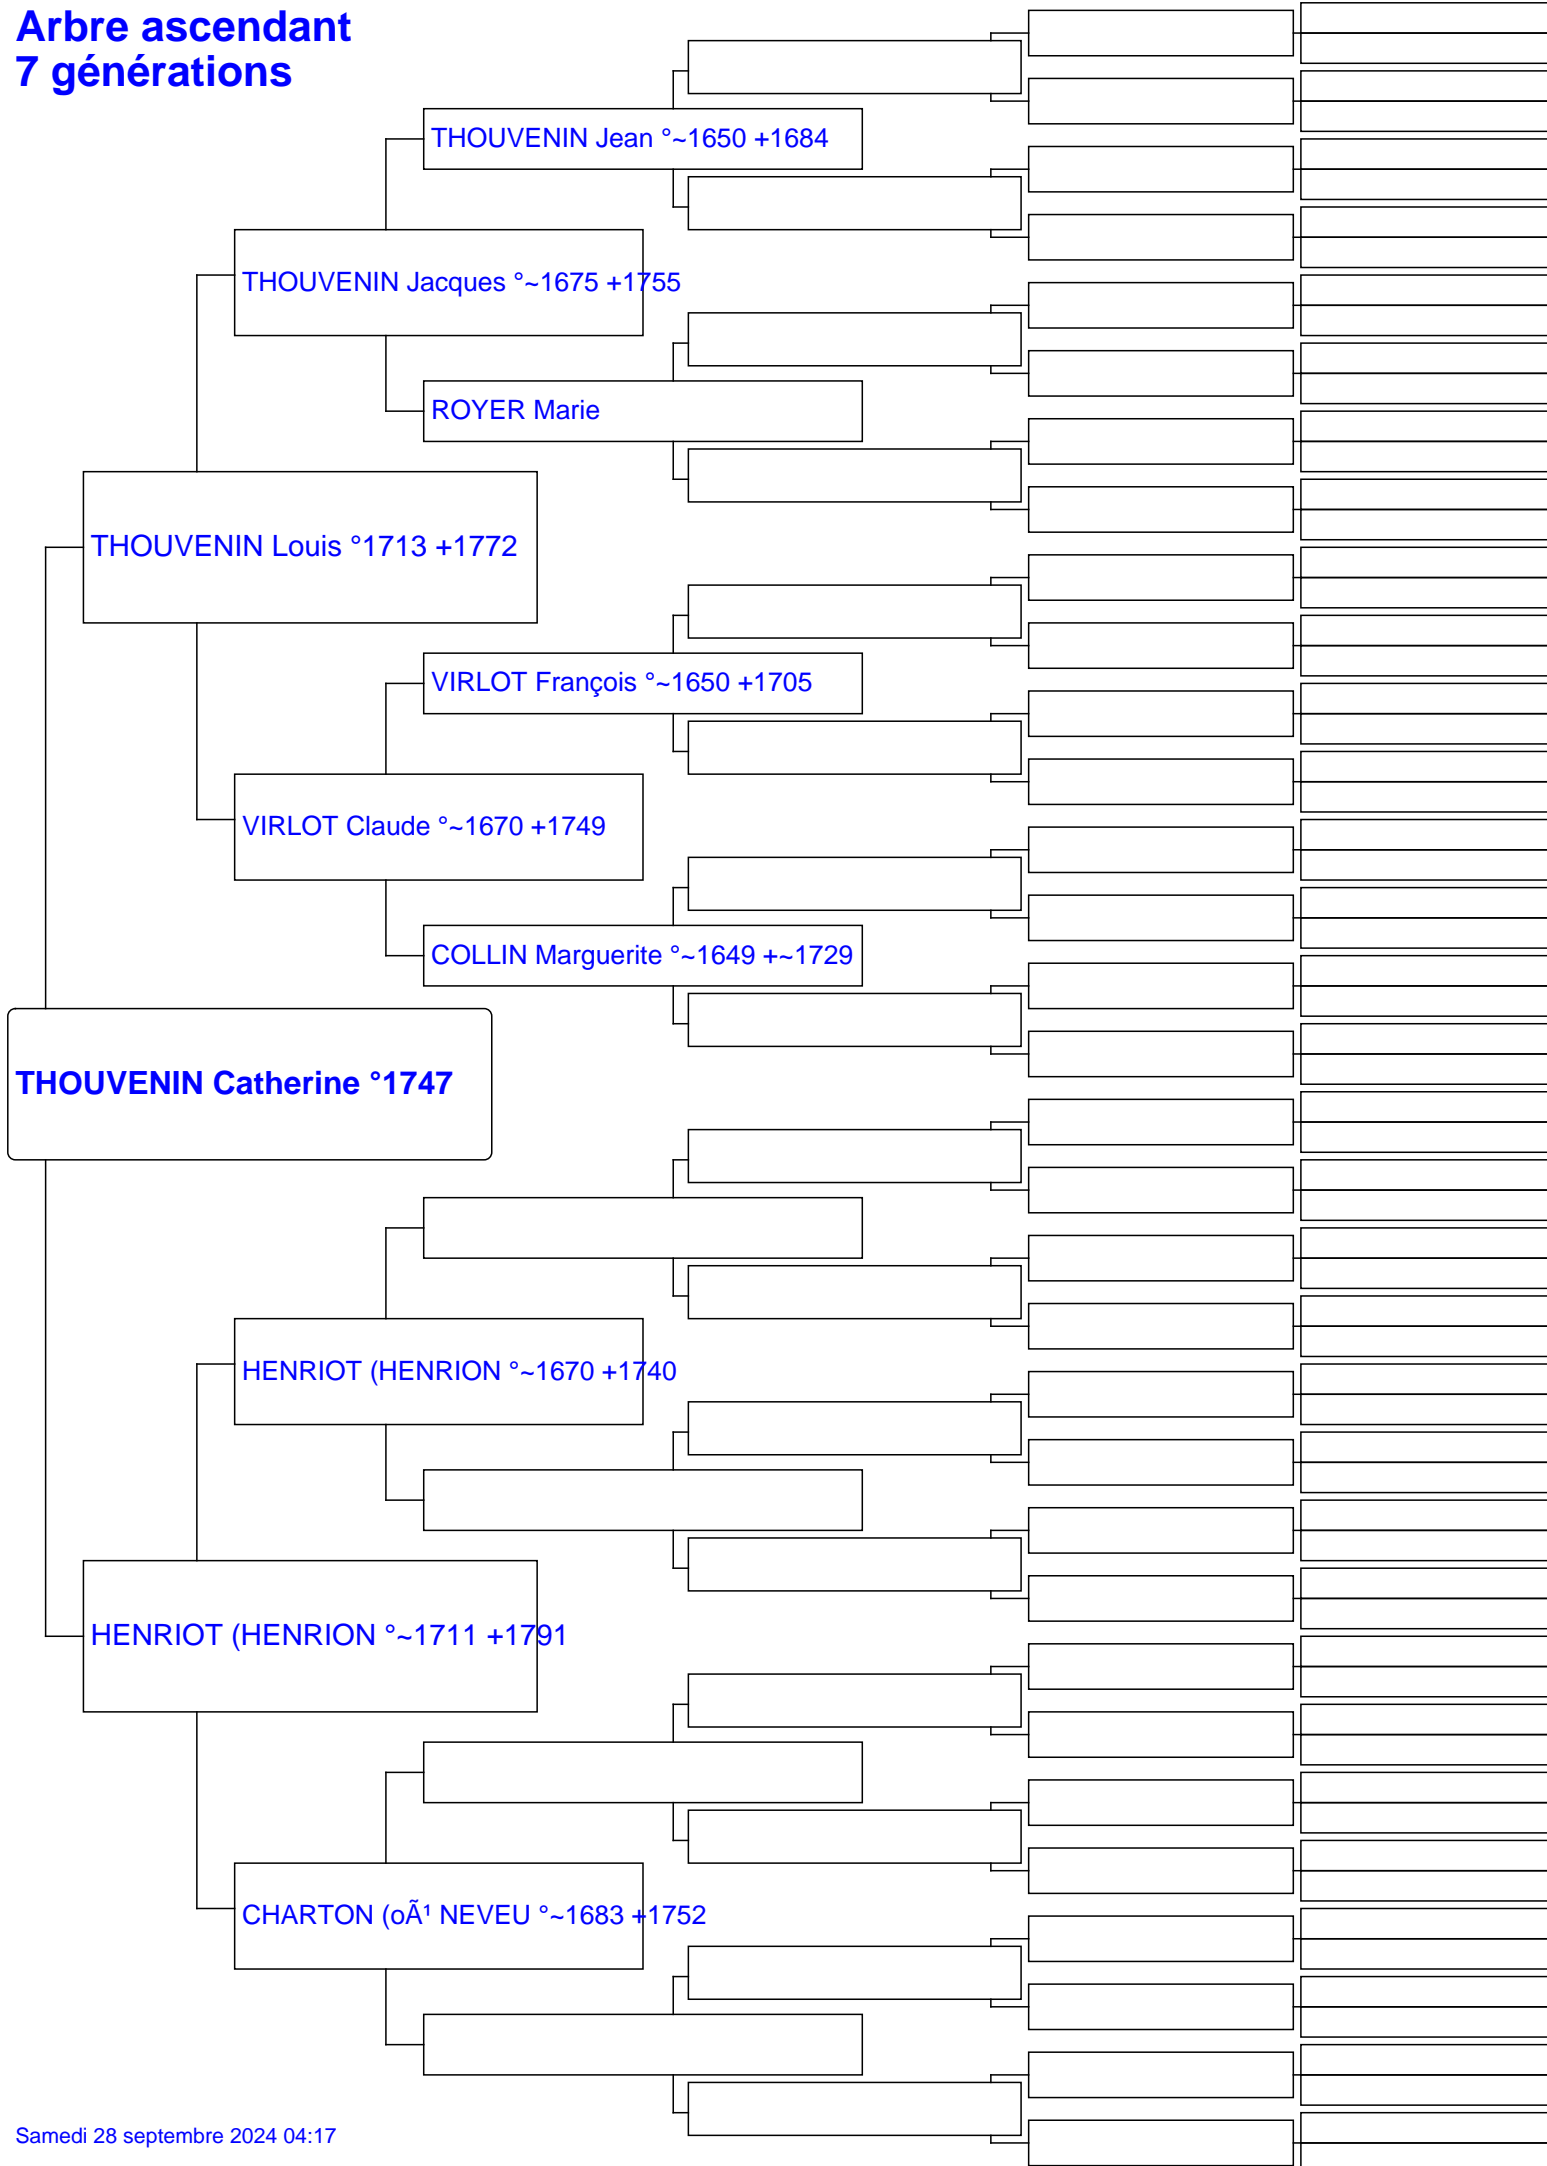 Arbre ascendant
7 générations
THOUVENIN Jean °~1650 +1684
THOUVENIN Jacques °~1675 +1755
ROYER Marie
THOUVENIN Louis °1713 +1772
VIRLOT François °~1650 +1705
VIRLOT Claude °~1670 +1749
COLLIN Marguerite °~1649 +~1729
THOUVENIN Catherine °1747
HENRIOT (HENRION °~1670 +1740
HENRIOT (HENRION °~1711 +1791
CHARTON (oÃ¹ NEVEU °~1683 +1752
Samedi 28 septembre 2024 04:17